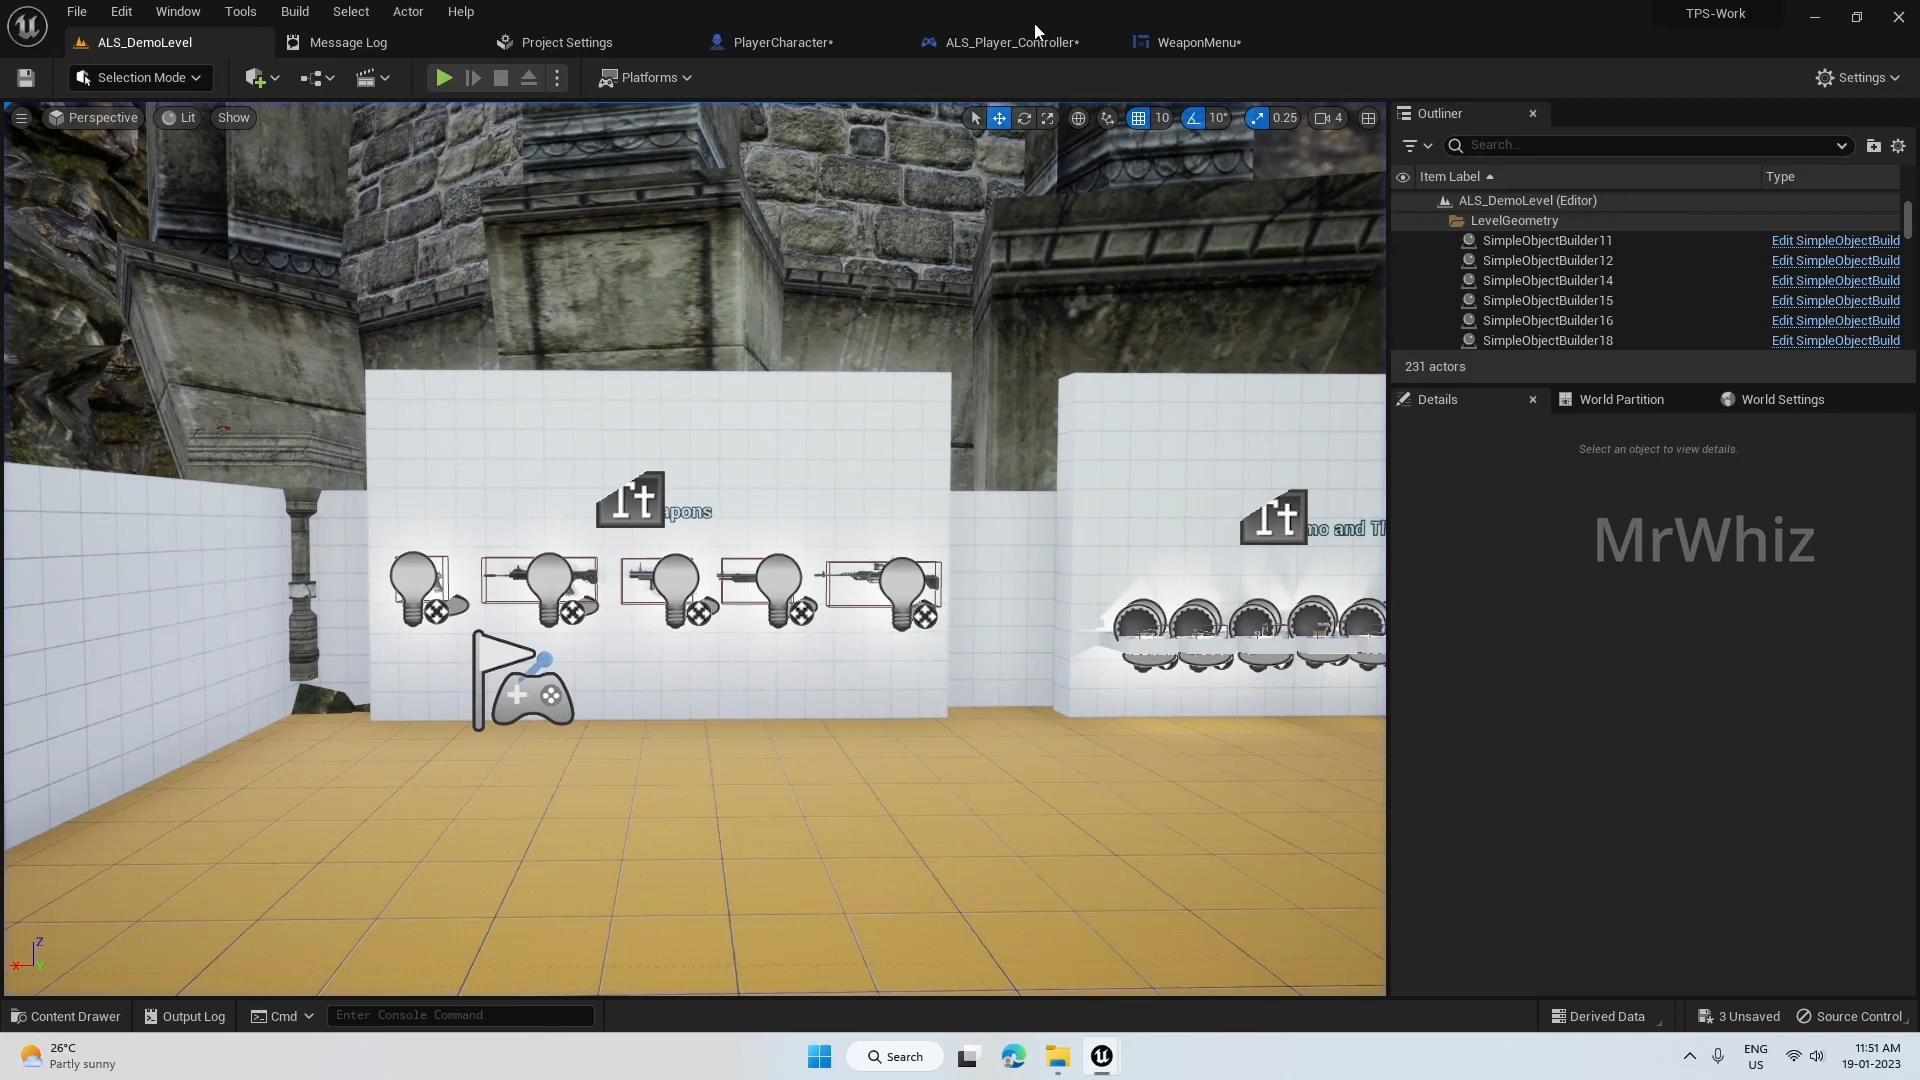 File Edit Window Tools Build Select Actor Help
TPS-Work
ALS_DemoLevel
Message Log
Project Settings
PlayerCharacter*
ALS_Player_Controller*
WeaponMenu*
Selection Mode
Platforms
Settings
Perspective
Lit
Show
10
10°
0.25
4
Outliner
Search...
Item Label
Type
ALS_DemoLevel (Editor)
LevelGeometry
SimpleObjectBuilder11 Edit SimpleObjectBuild
SimpleObjectBuilder12 Edit SimpleObjectBuild
SimpleObjectBuilder14 Edit SimpleObjectBuild
SimpleObjectBuilder15 Edit SimpleObjectBuild
SimpleObjectBuilder16 Edit SimpleObjectBuild
SimpleObjectBuilder18 Edit SimpleObjectBuild
231 actors
Details
World Partition
World Settings
Select an object to view details.
MrWhiz
Tt
apons
Tt
mo and Th
Z
X
Y
Content Drawer
Output Log
Cmd
Enter Console Command
Derived Data
3 Unsaved
Source Control
26°C
Partly sunny
Search
ENG
US
11:51 AM
19-01-2023